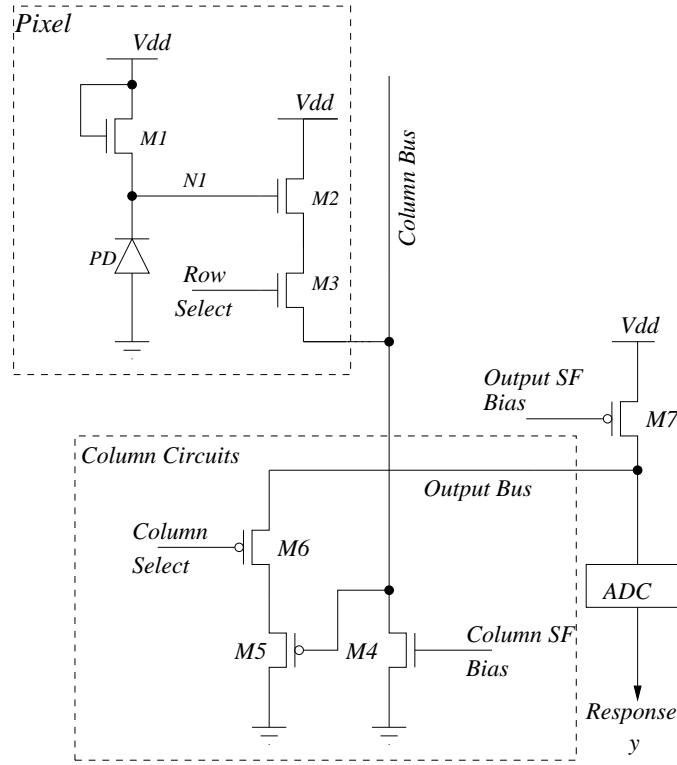 Pixel
Vdd
M1
Vdd
N1
M2
PD
Row
Select
M3
Column Bus
Vdd
Output SF
Bias
M7
Column Circuits
Output Bus
Column
Select
M6
ADC
M5
M4
Column SF
Bias
Response
y